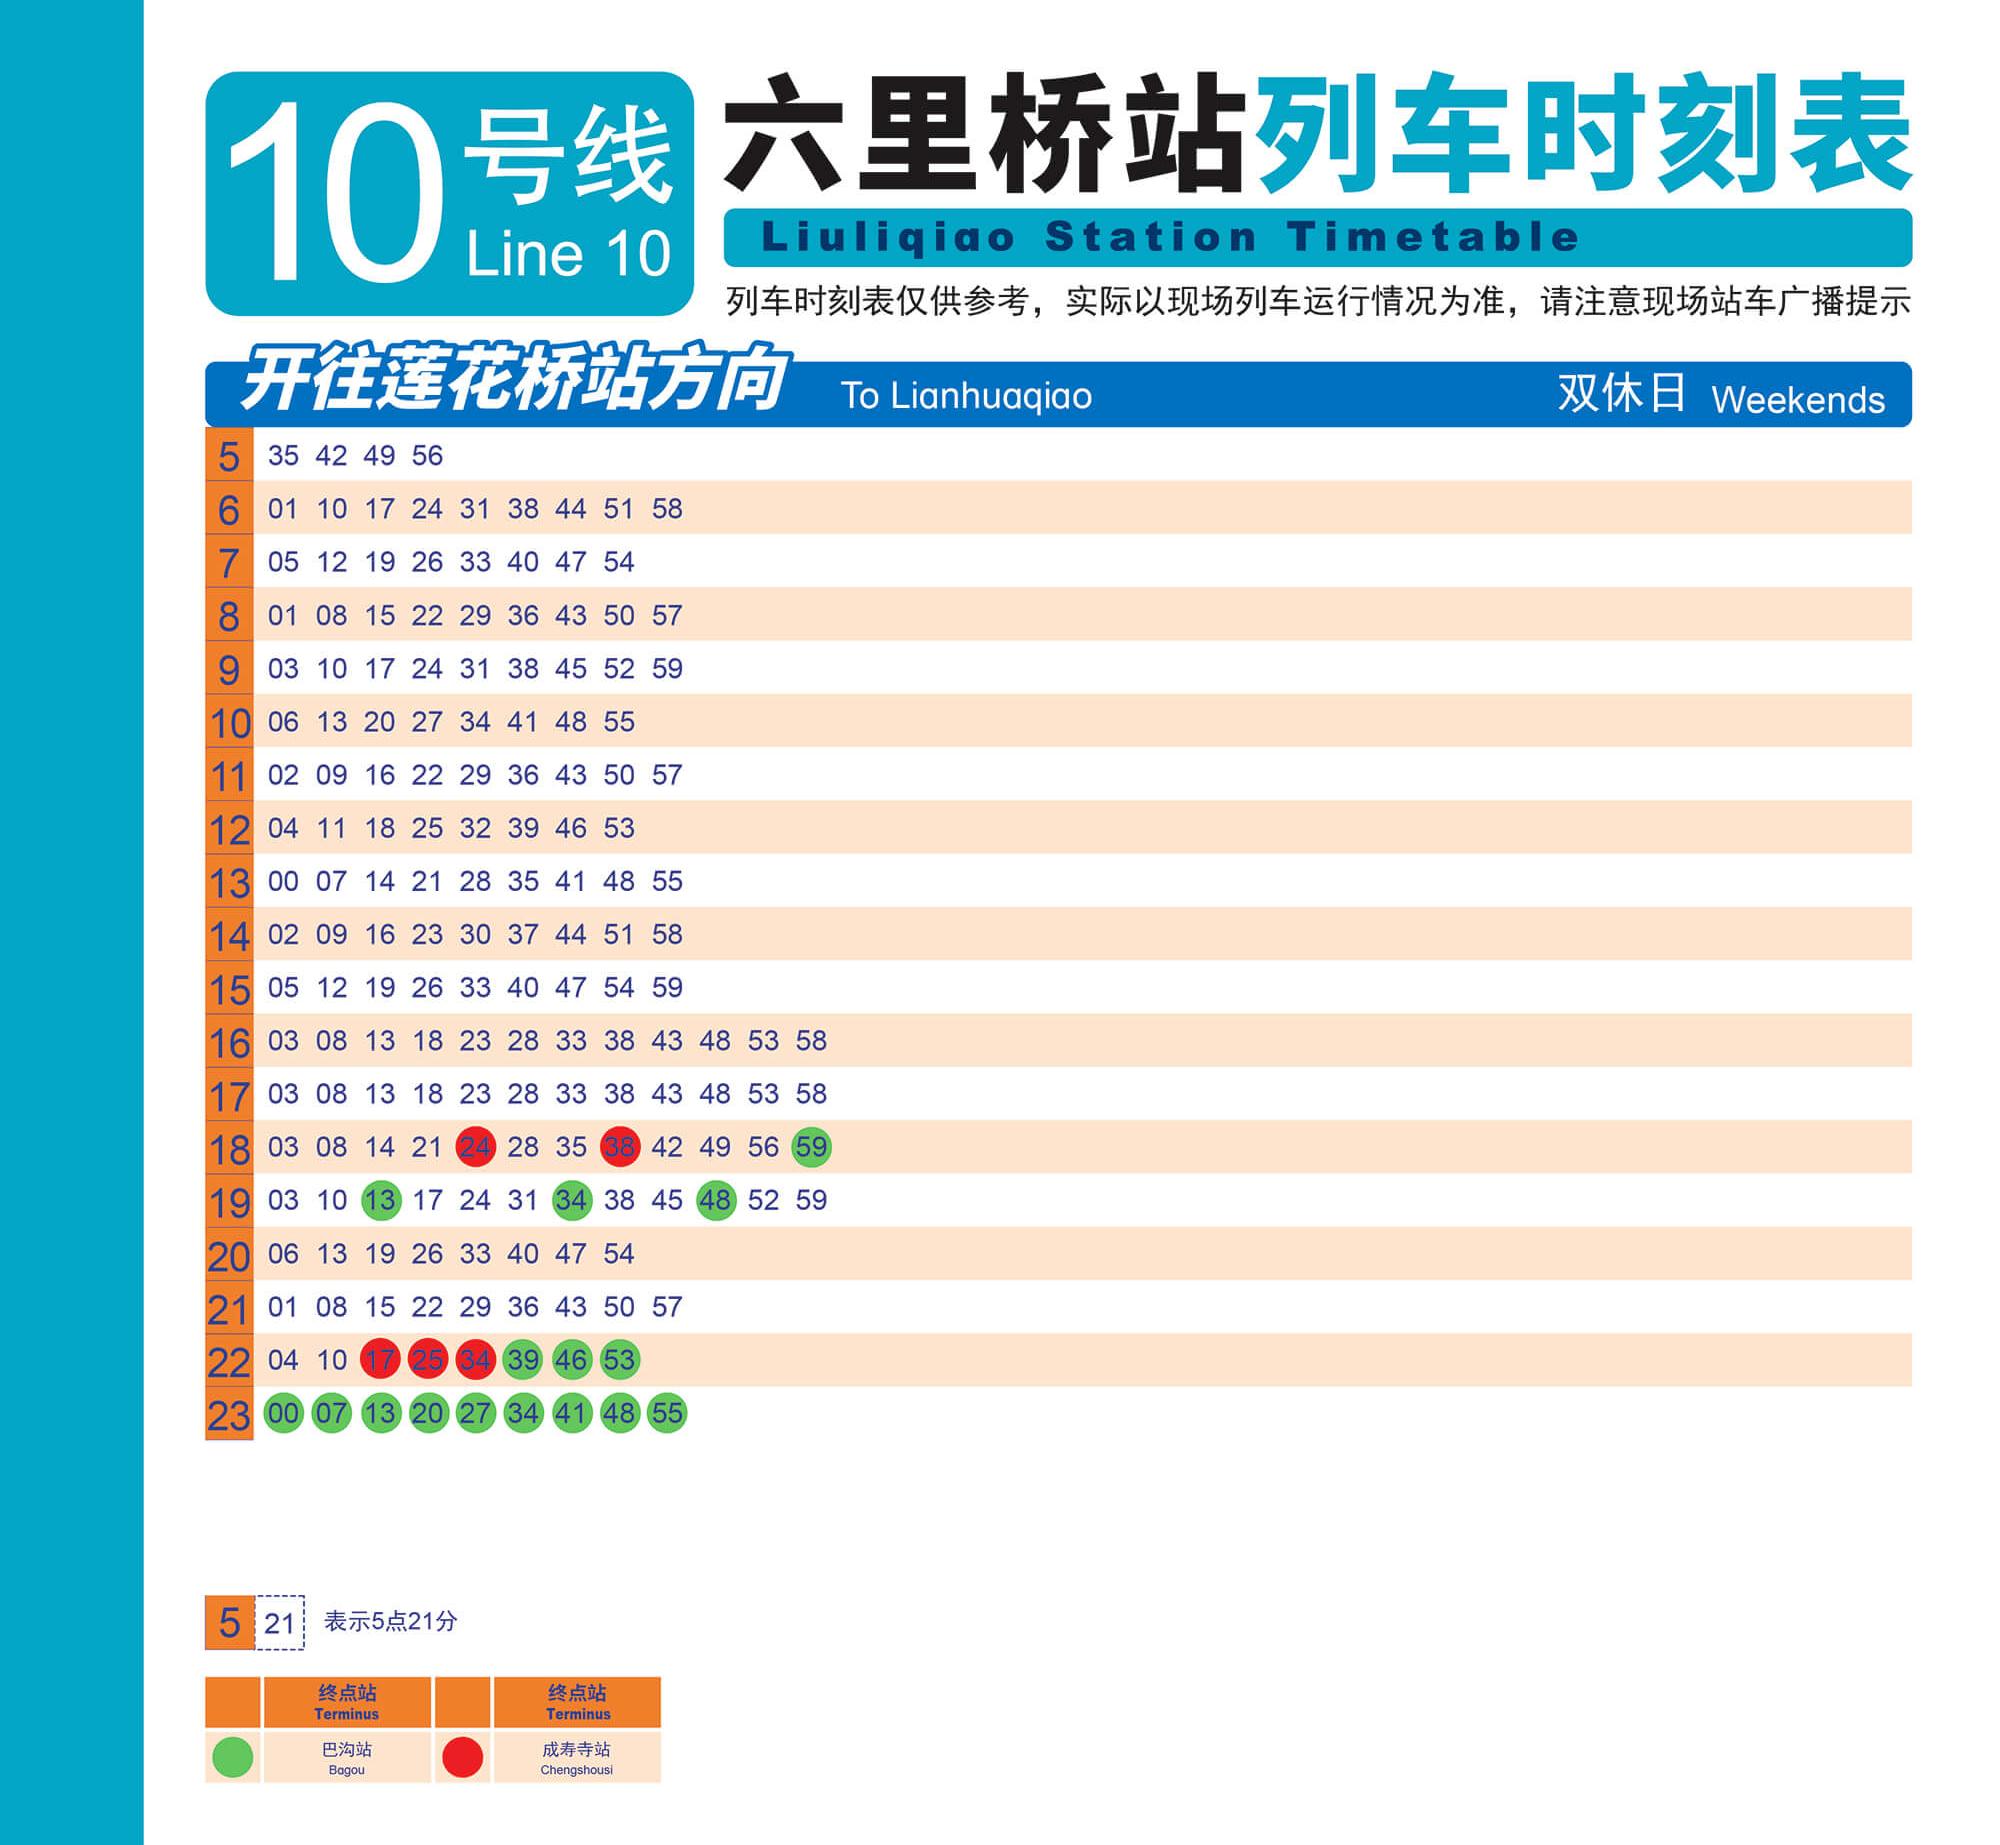 10号线
Line 10
六里桥站列车时刻表
Liuliqiao Station Timetable
列车时刻表仅供参考，实际以现场列车运行情况为准，请注意现场站车广播提示
开往莲花桥站方向 To Lianhuaqiao 双休日 Weekends
5 35 42 49 56
6 01 10 17 24 31 38 44 51 58
7 05 12 19 26 33 40 47 54
8 01 08 15 22 29 36 43 50 57
9 03 10 17 24 31 38 45 52 59
10 06 13 20 27 34 41 48 55
11 02 09 16 22 29 36 43 50 57
12 04 11 18 25 32 39 46 53
13 00 07 14 21 28 35 41 48 55
14 02 09 16 23 30 37 44 51 58
15 05 12 19 26 33 40 47 54 59
16 03 08 13 18 23 28 33 38 43 48 53 58
17 03 08 13 18 23 28 33 38 43 48 53 58
18 03 08 14 21 24 28 35 38 42 49 56 59
19 03 10 13 17 24 31 34 38 45 48 52 59
20 06 13 19 26 33 40 47 54
21 01 08 15 22 29 36 43 50 57
22 04 10 17 25 34 39 46 53
23 00 07 13 20 27 34 41 48 55
5 21 表示5点21分
终点站 终点站
Terminus Terminus
巴沟站 成寿寺站
Bagou Chengshousi